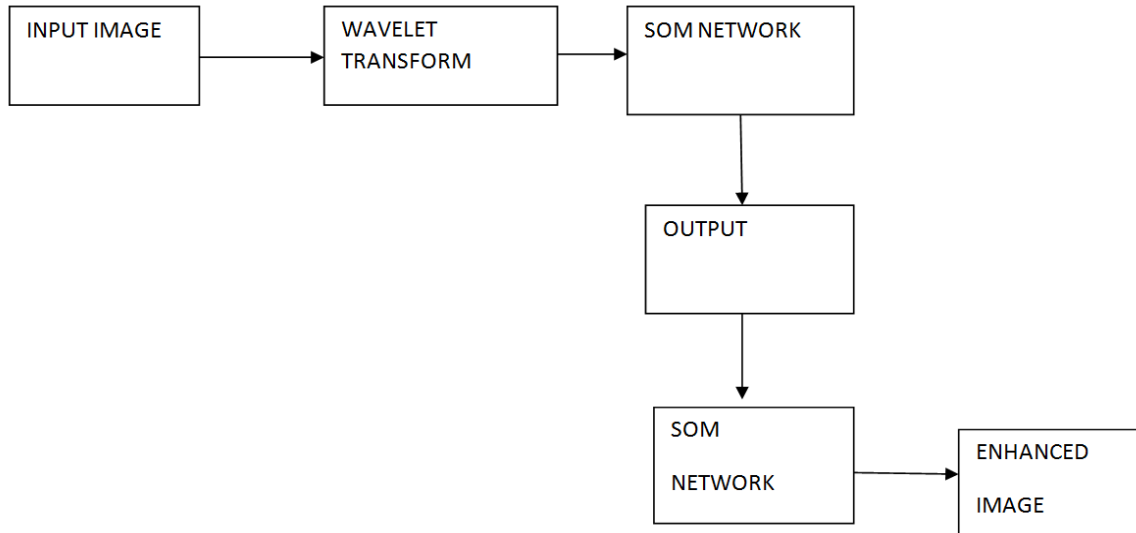 INPUT IMAGE
WAVELET
TRANSFORM
SOM NETWORK
OUTPUT
SOM
NETWORK
ENHANCED
IMAGE